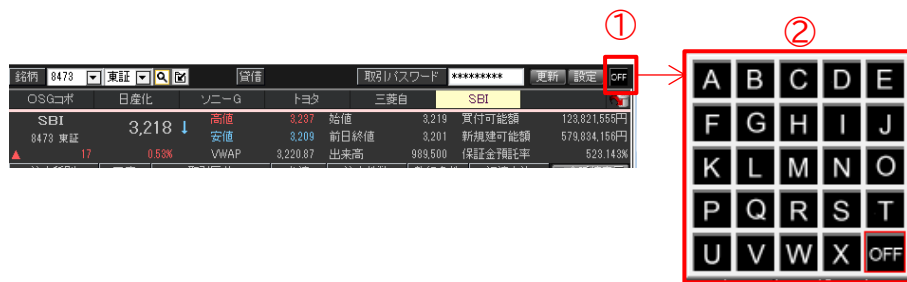 ①
②
銘柄 8473 東証 貸借 取引パスワード ********* 更新 設定 OFF
OSGコボ 日産化 ソニーG トヨタ 三菱自 SBI
SBI 3,218 ↓ 高値 3,237 始値 3,219 買付可能額 123,821,555円
8473 東証 安値 3,209 前日終値 3,201 新規建可能額 579,834,156円
▲ 17 0.53% VWAP 3,220.87 出来高 989,500 保証金預託率 523.143%
A B C D E
F G H I J
K L M N O
P Q R S T
U V W X OFF